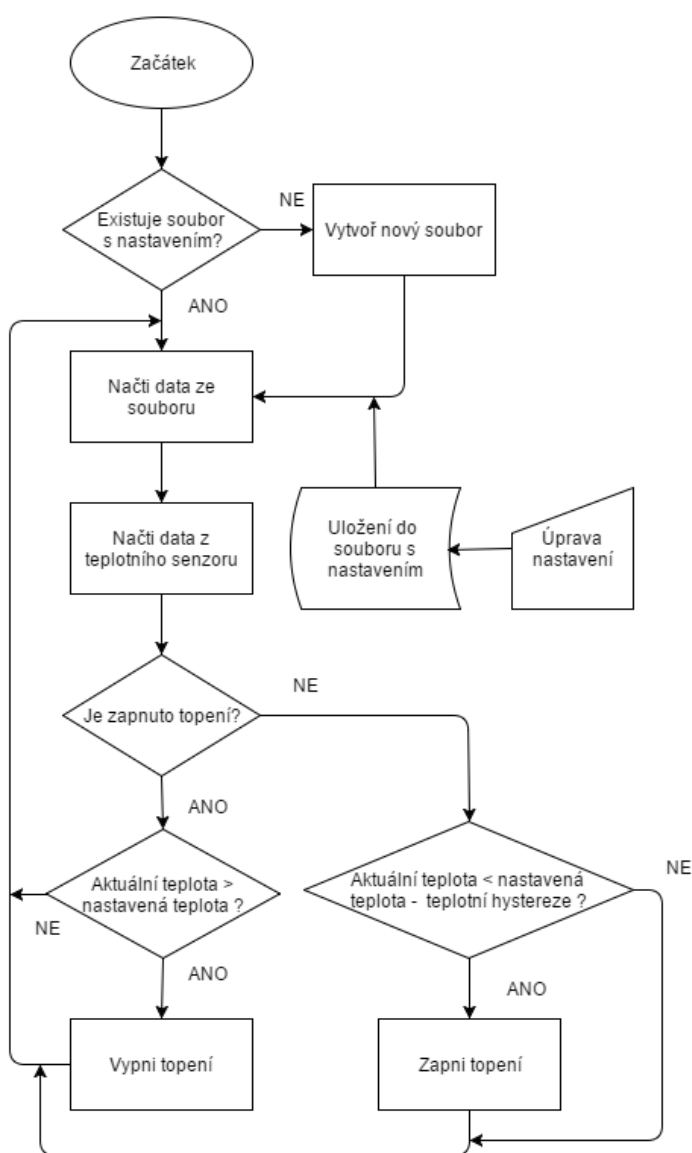 Začátek
Existuje soubor
s nastavením?
NE
Vytvoř nový soubor
ANO
Načti data ze
souboru
Načti data z
teplotního senzoru
Uložení do
souboru s
nastavením
Úprava
nastavení
Je zapnuto topení?
NE
ANO
Aktuální teplota >
nastavená teplota ?
NE
Aktuální teplota < nastavená
teplota - teplotní hystereze ?
NE
ANO
ANO
Vypni topení
Zapni topení